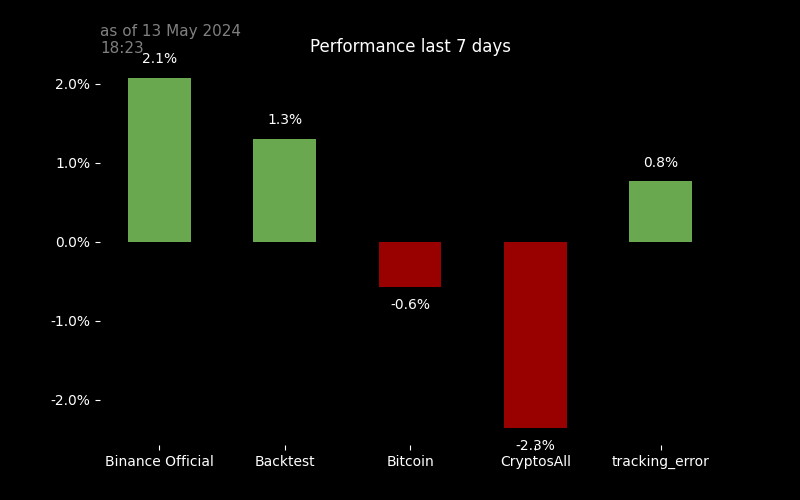 as of 13 May 2024
18:23
Performance last 7 days
2.1%
1.3%
0.8%
-0.6%
-2.3%
2.0%
1.0%
0.0%
-1.0%
-2.0%
Binance Official
Backtest
Bitcoin
CryptosAll
tracking_error